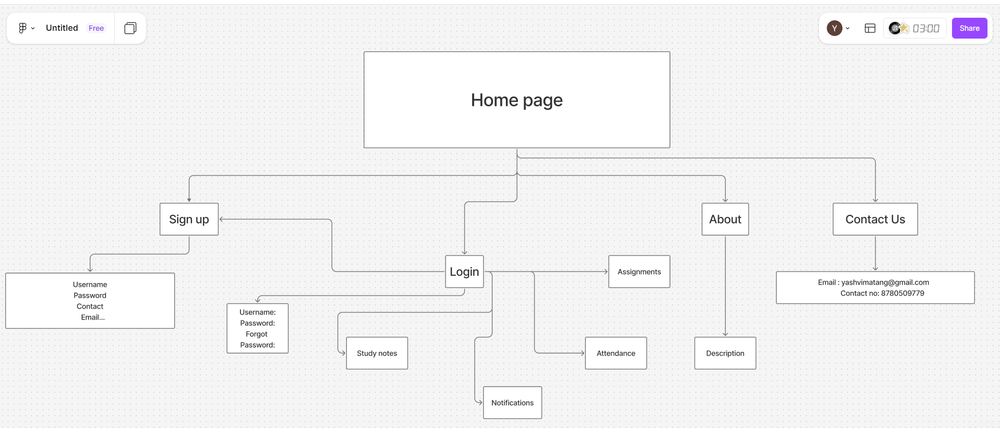 Untitled Free
Y
03:00
Share
Home page
Sign up
About
Contact Us
Login
Assignments
Username
Password
Contact
Email...
Email : yashvimatang@gmail.com
Contact no: 8780509779
Username:
Password:
Forgot
Password:
Study notes
Attendance
Description
Notifications